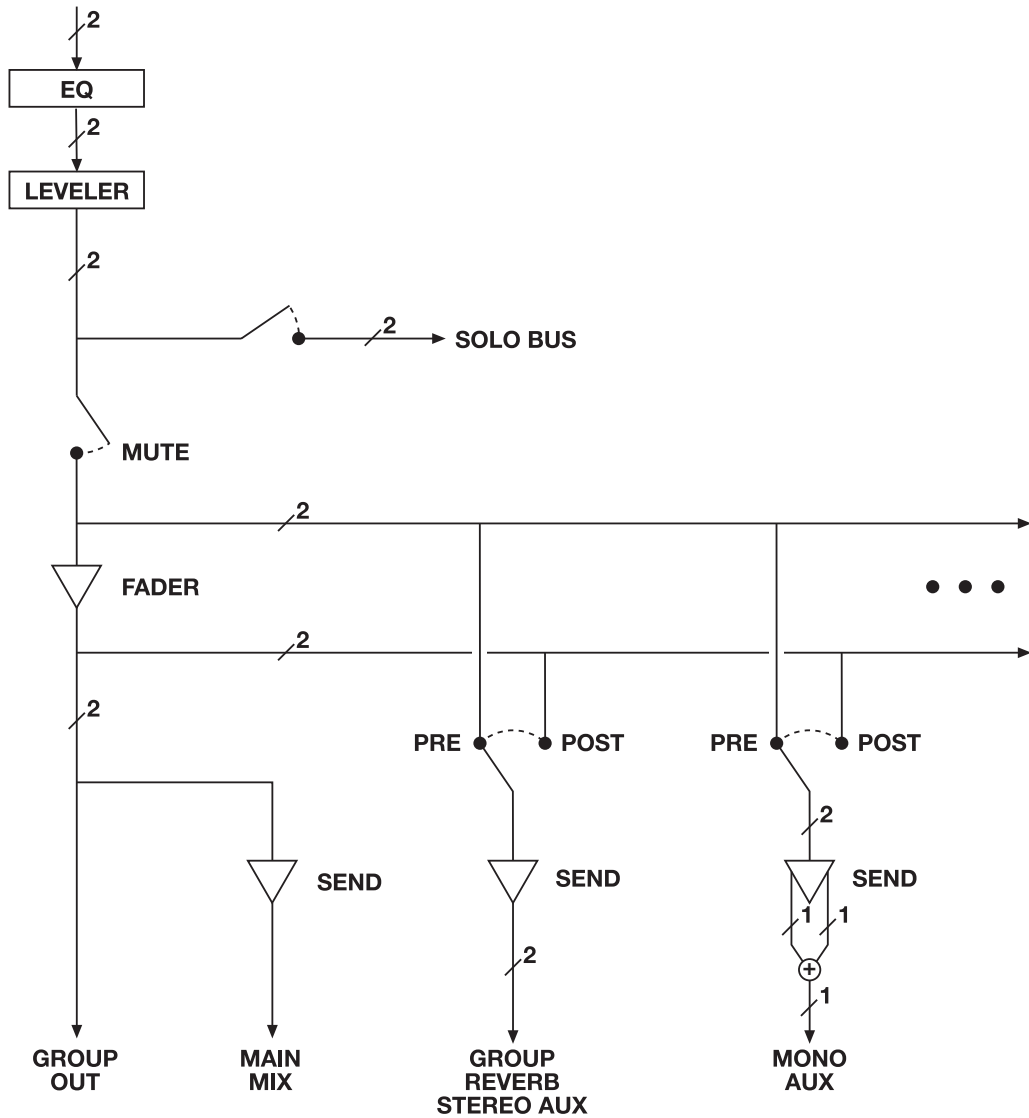 2
EQ
2
LEVELER
2
2
SOLO BUS
MUTE
2
FADER
2
2
PRE
POST
PRE
POST
2
SEND
SEND
SEND
1
1
2
1
GROUP
OUT
MAIN
MIX
GROUP
REVERB
STEREO AUX
MONO
AUX